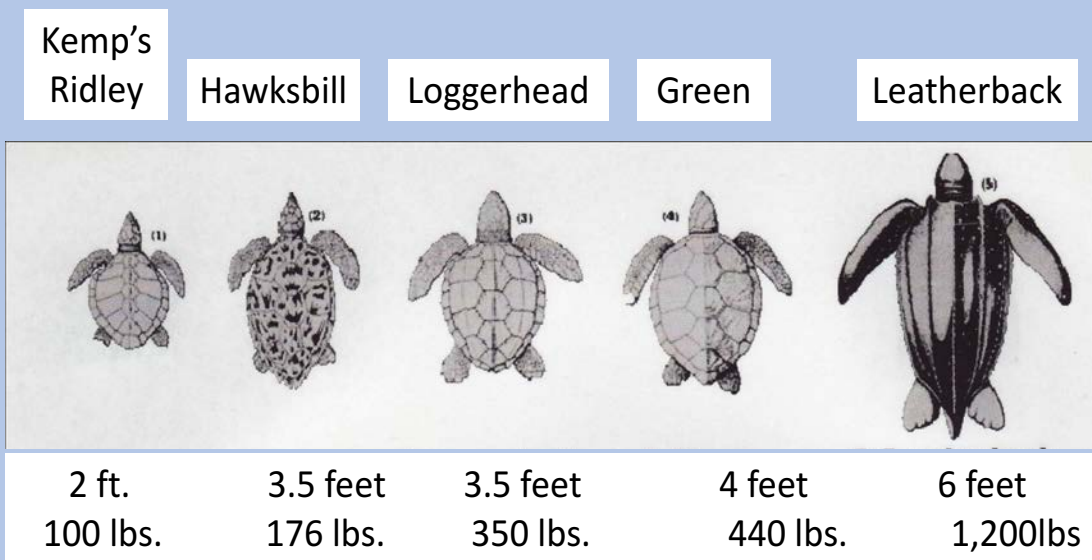 Kemp's
Ridley
Hawksbill
Loggerhead
Green
Leatherback
(1)
(2)
(3)
(4)
(5)
2 ft.
3.5 feet
3.5 feet
4 feet
6 feet
100 lbs.
176 lbs.
350 lbs.
440 lbs.
1,200lbs